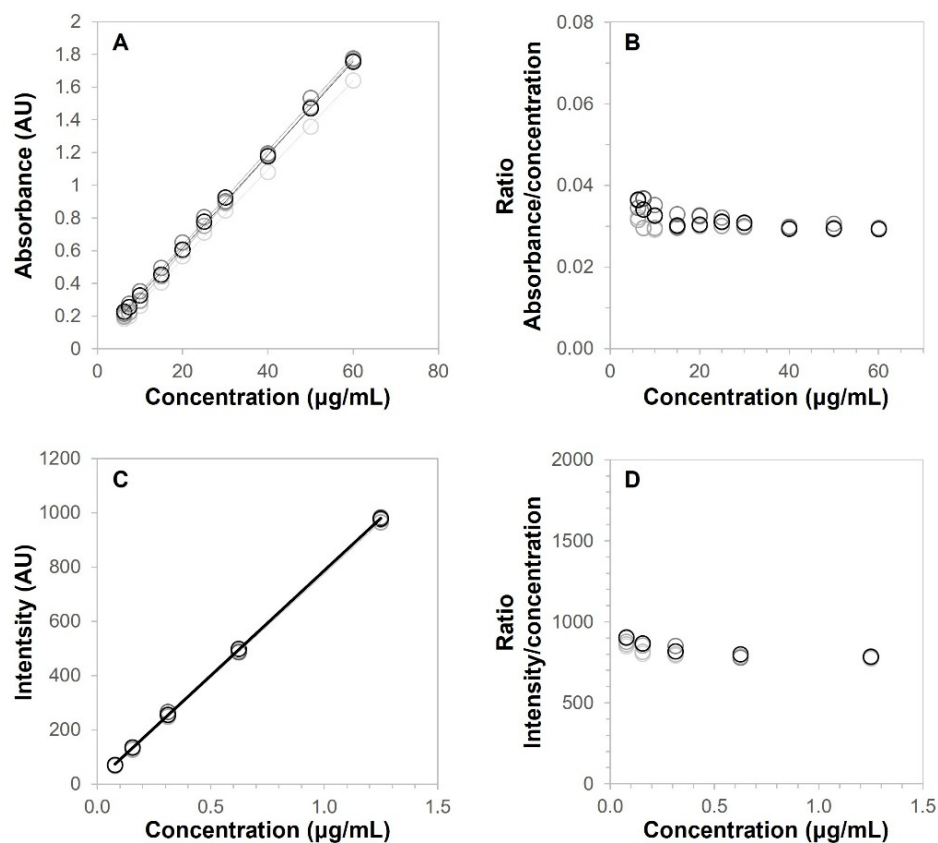 A
2
1.8
1.6
1.4
1.2
1
0.8
0.6
0.4
0.2
0
0 20 40 60 80
Absorbance (AU)
Concentration (µg/mL)
B
0.08
0.06
0.04
0.02
0.00
0 10 20 30 40 50 60
Ratio
Absorbance/concentration
Concentration (µg/mL)
C
1200
1000
800
600
400
200
0
0.0 0.5 1.0 1.5
Intentsity (AU)
Concentration (µg/mL)
D
2000
1500
1000
500
0
0.0 0.5 1.0 1.5
Ratio
Intensity/concentration
Concentration (µg/mL)